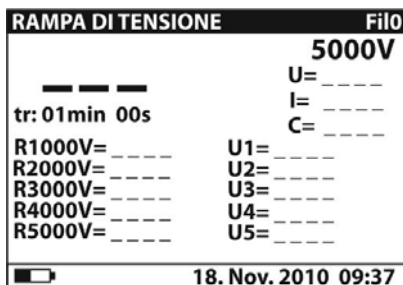 RAMPA DI TENSIONE Fil0
5000V
U= _ _ _ _
_ _ _
I= _ _ _ _
tr: 01min 00s
C= _ _ _ _
R1000V= _ _ _ _ U1= _ _ _ _
R2000V= _ _ _ _ U2= _ _ _ _
R3000V= _ _ _ _ U3= _ _ _ _
R4000V= _ _ _ _ U4= _ _ _ _
R5000V= _ _ _ _ U5= _ _ _ _
18. Nov. 2010 09:37